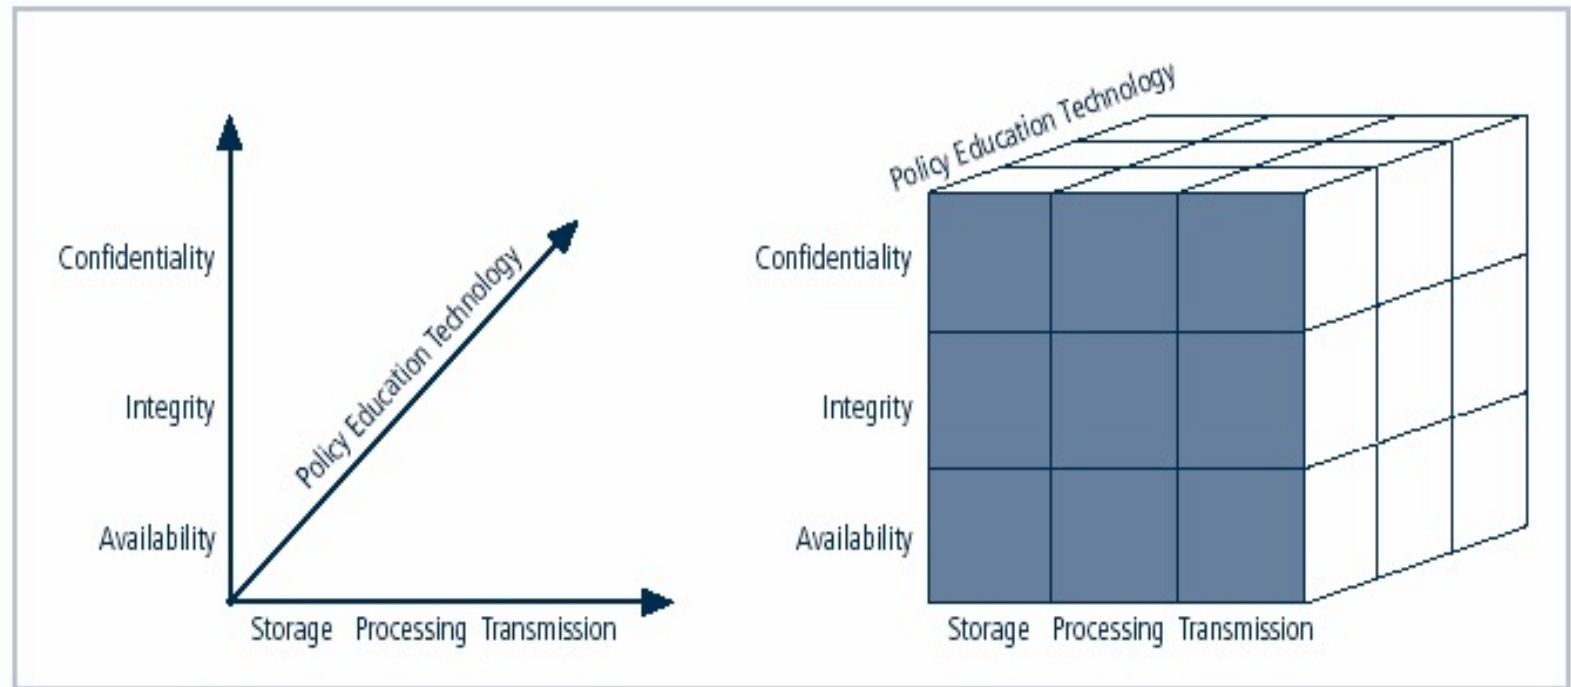 Policy Education Technology
Confidentiality
Integrity
Availability
Storage Processing Transmission
Policy Education Technology
Confidentiality
Integrity
Availability
Storage Processing Transmission